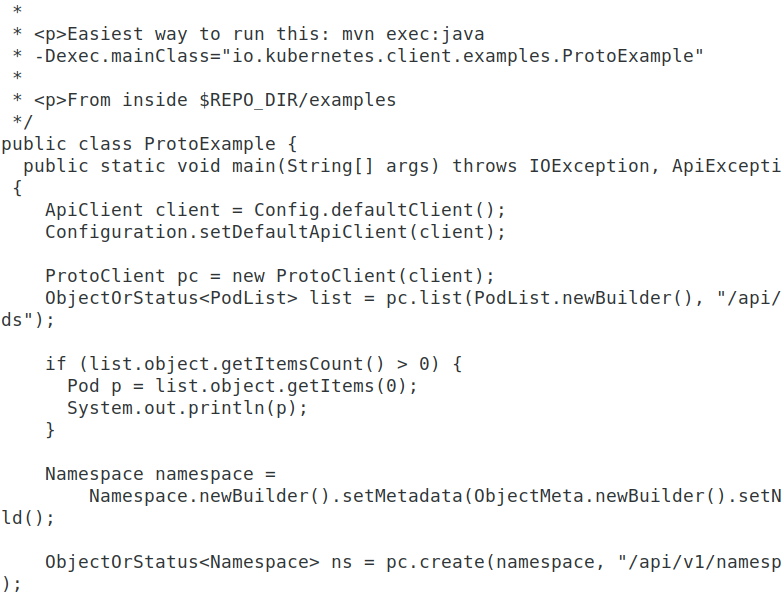 *
 * <p>Easiest way to run this: mvn exec:java
 * -Dexec.mainClass="io.kubernetes.client.examples.ProtoExample"
 *
 * <p>From inside $REPO_DIR/examples
 */
public class ProtoExample {
  public static void main(String[] args) throws IOException, ApiExcepti
 {
    ApiClient client = Config.defaultClient();
    Configuration.setDefaultApiClient(client);

    ProtoClient pc = new ProtoClient(client);
    ObjectOrStatus<PodList> list = pc.list(PodList.newBuilder(), "/api/
ds");

    if (list.object.getItemsCount() > 0) {
      Pod p = list.object.getItems(0);
      System.out.println(p);
    }

    Namespace namespace =
        Namespace.newBuilder().setMetadata(ObjectMeta.newBuilder().setN
ld();

    ObjectOrStatus<Namespace> ns = pc.create(namespace, "/api/v1/namesp
);